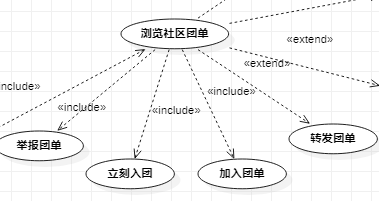 浏览社区团单
«extend»
«extend»
«include»
«include»
«include»
«include»
转发团单
举报团单
立刻入团
加入团单